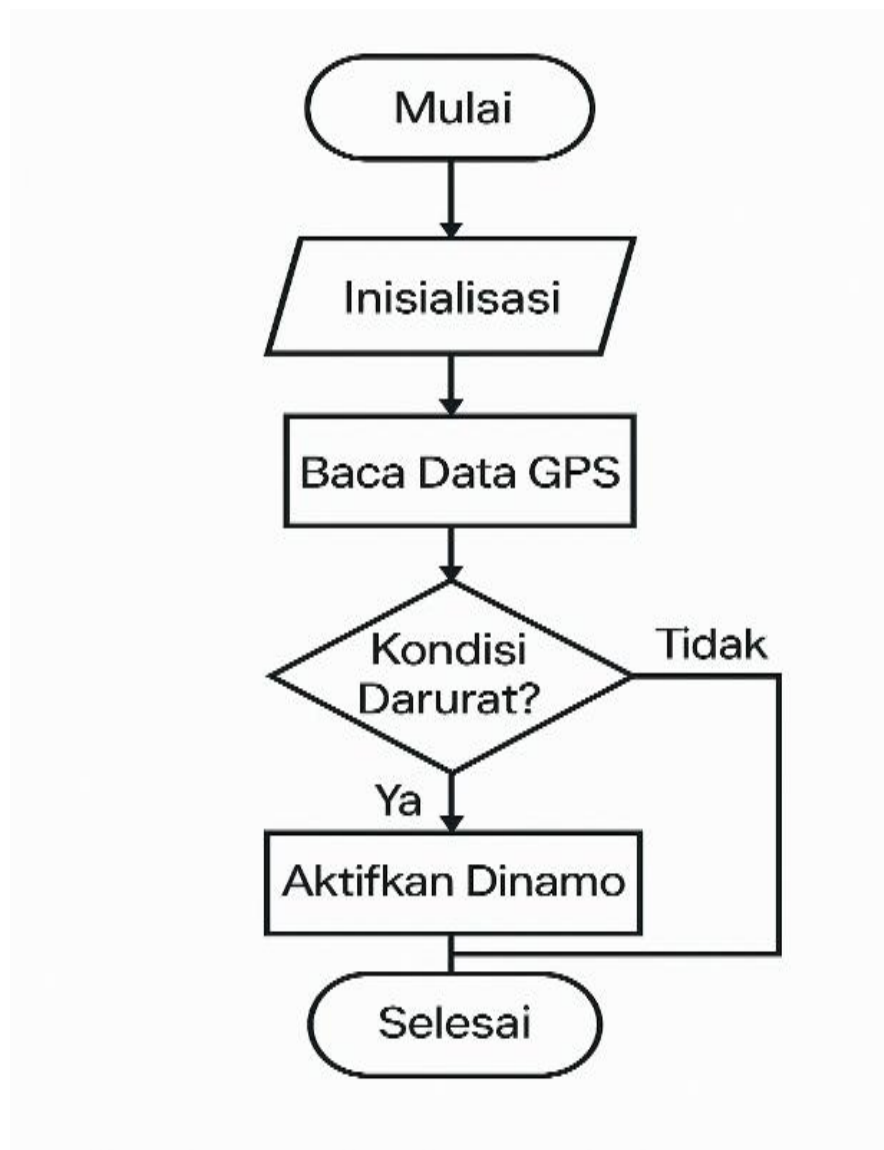 Mulai
Inisialisasi
Baca Data GPS
Kondisi
Darurat?
Tidak
Ya
Aktifkan Dinamo
Selesai